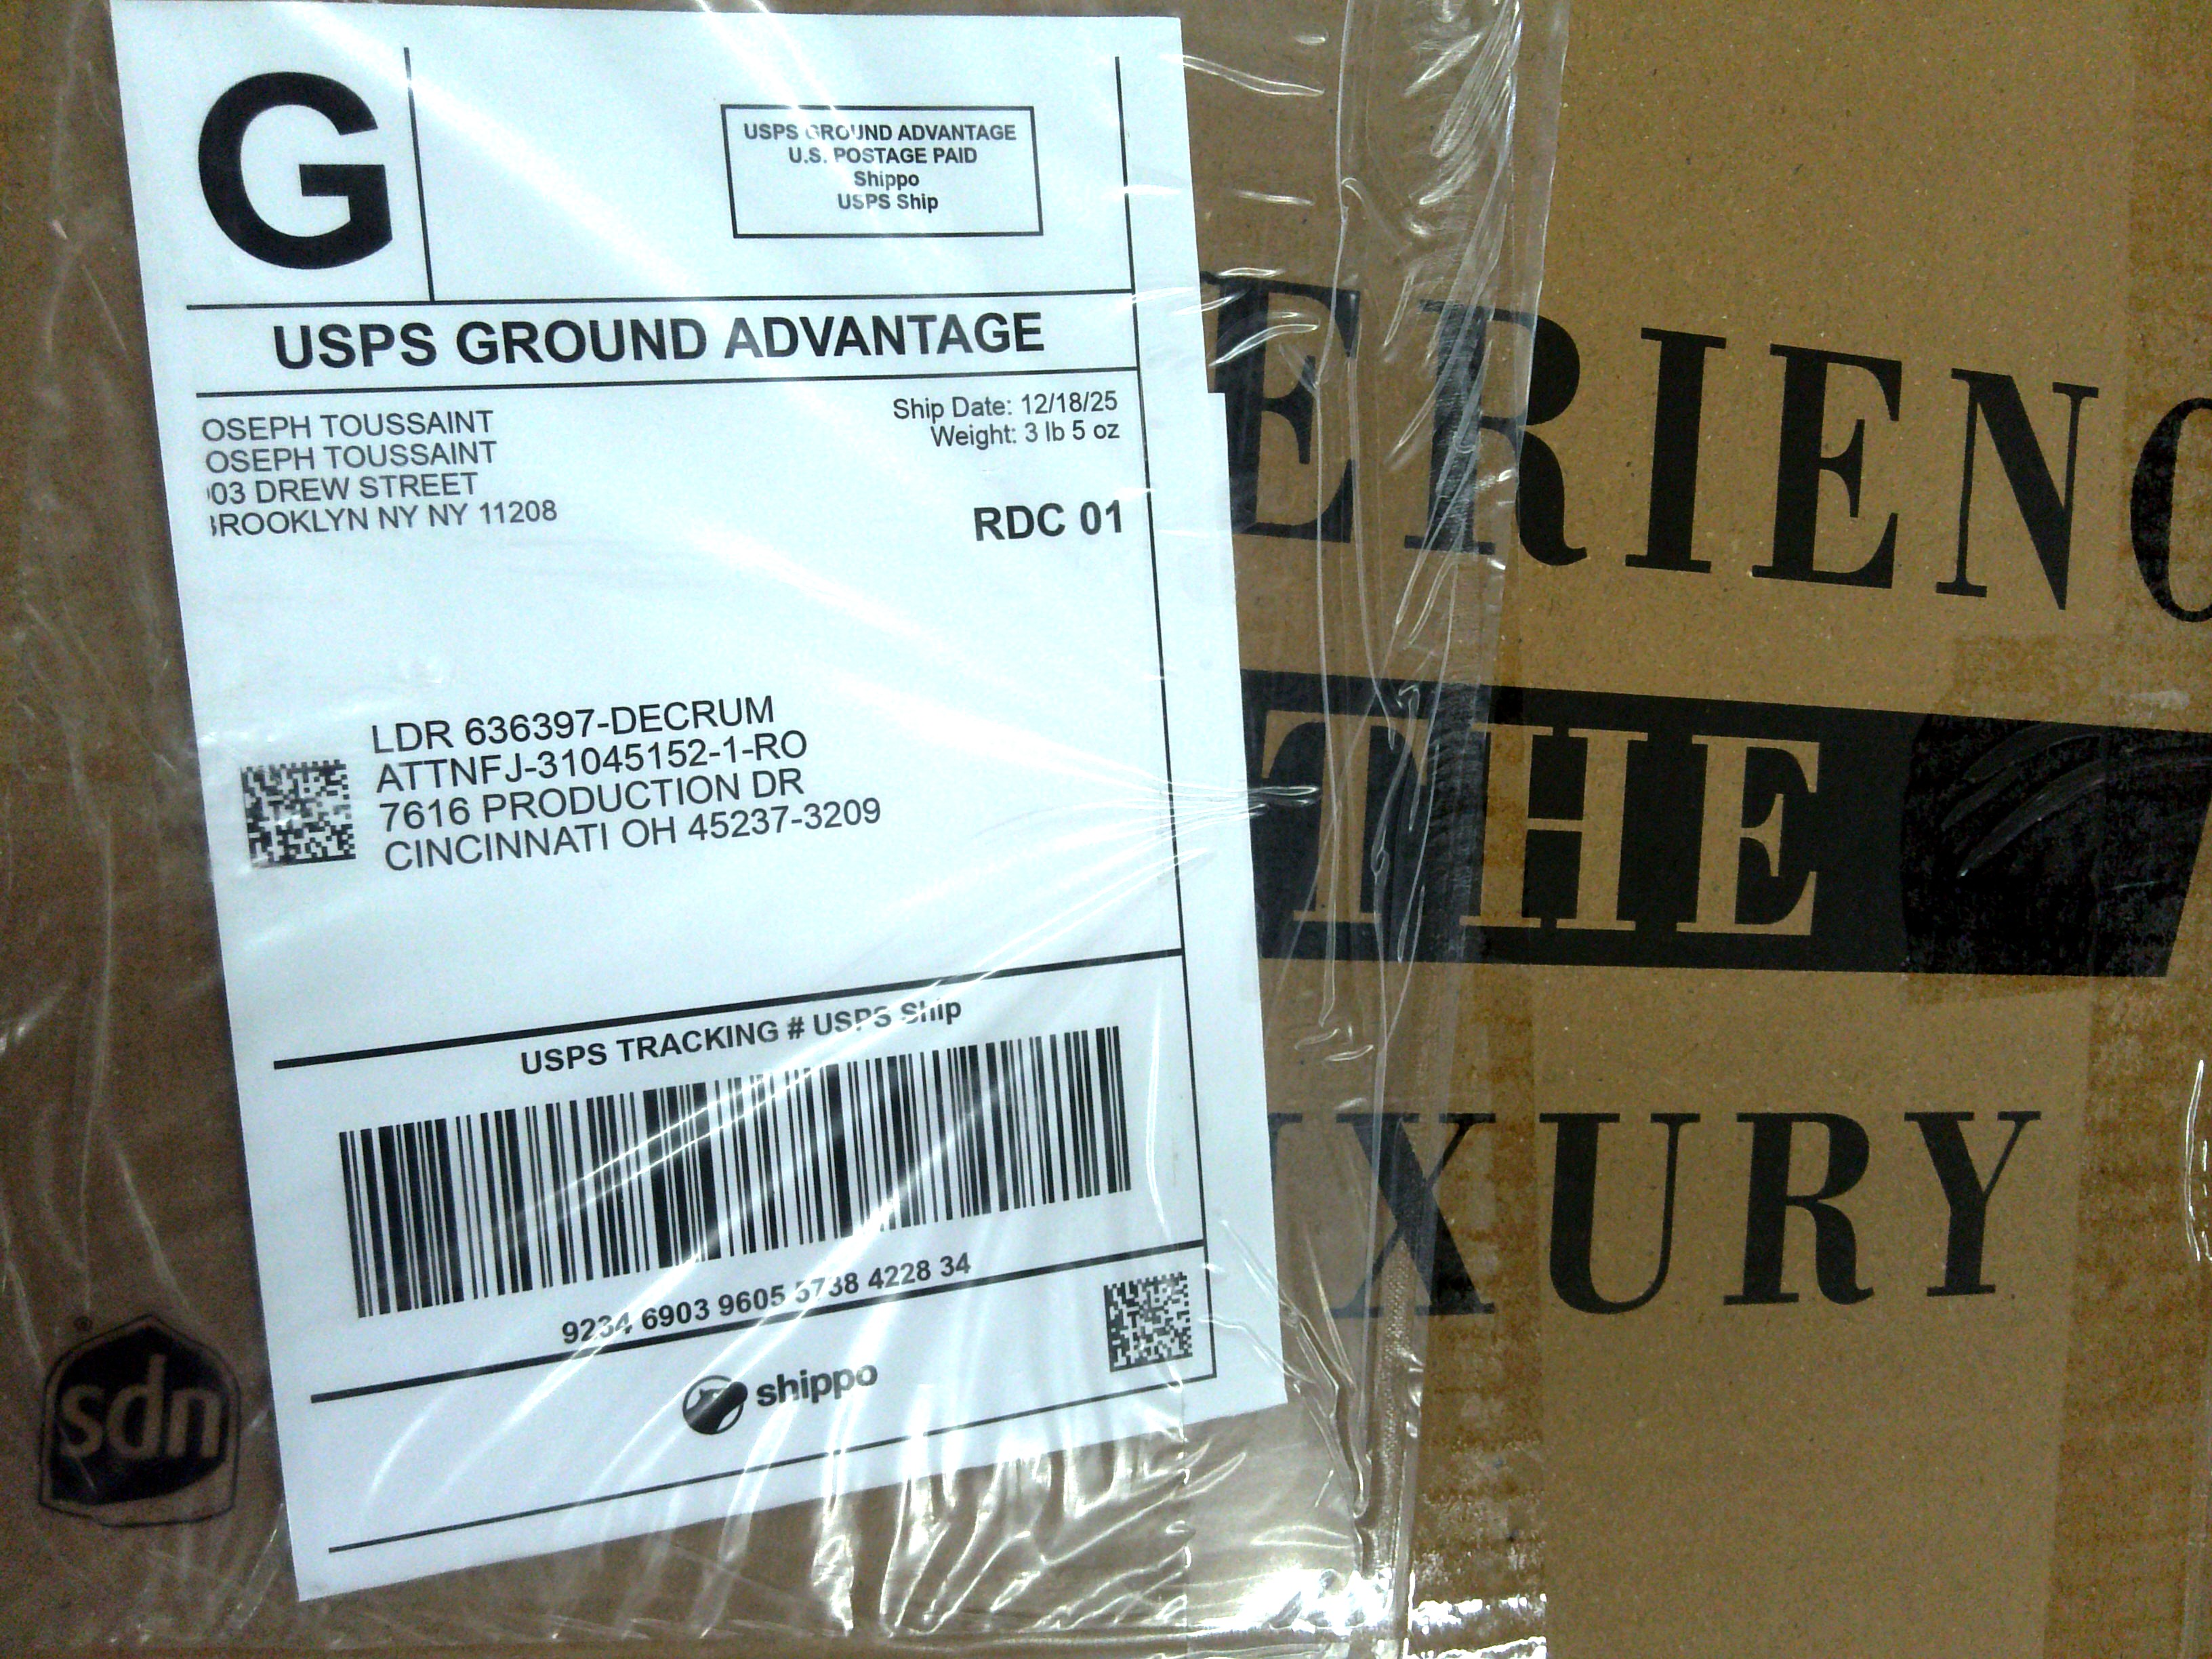 G
USPS GROUND ADVANTAGE
U.S. POSTAGE PAID
Shippo
USPS Ship
USPS GROUND ADVANTAGE
OSEPH TOUSSAINT
OSEPH TOUSSAINT
03 DREW STREET
ROOKLYN NY NY 11208
Ship Date: 12/18/25
Weight: 3 lb 5 oz
RDC 01
LDR 636397-DECRUM
ATTNFJ-31045152-1-RO
7616 PRODUCTION DR
CINCINNATI OH 45237-3209
USPS TRACKING # USPS Ship
9234 6903 9605 5738 4228 34
shippo
sdn
®
ERIENC
THE
XURY